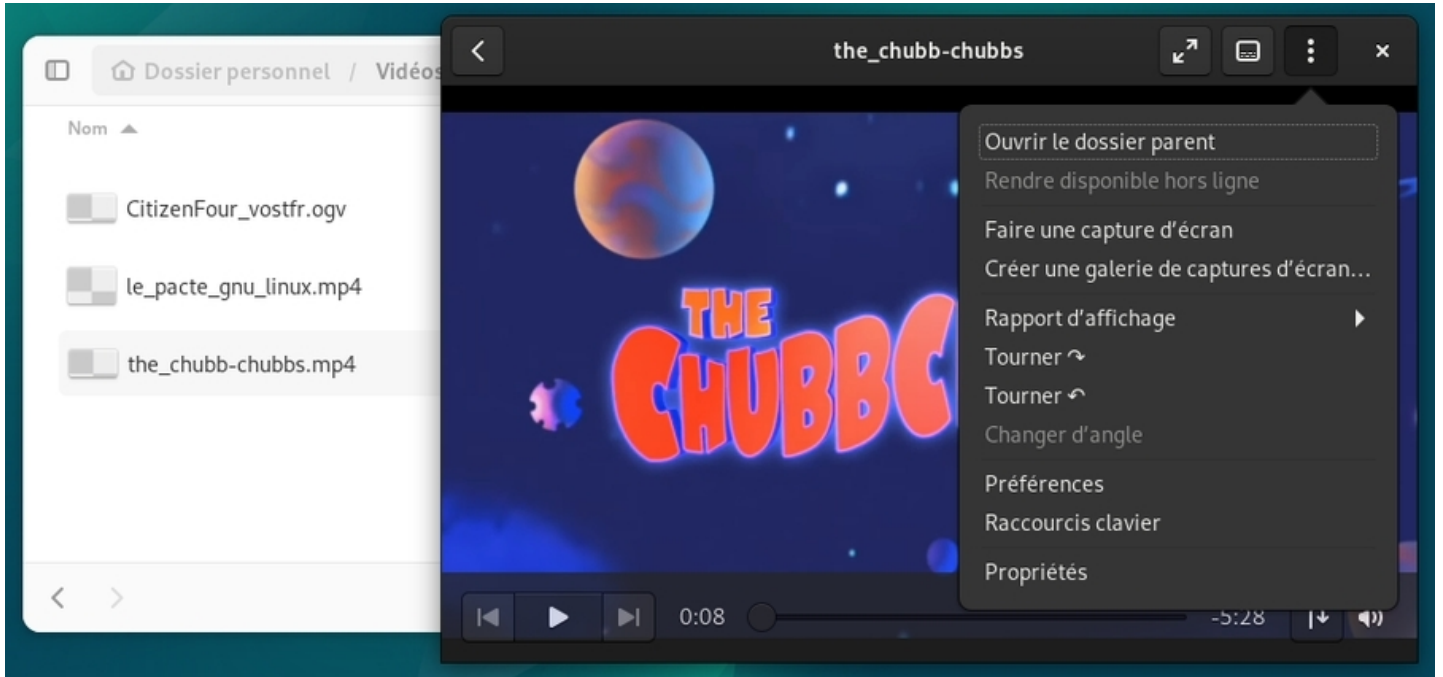 Dossier personnel / Vidéos
Nom
CitizenFour_vostfr.ogv
le_pacte_gnu_linux.mp4
the_chubb-chubbs.mp4
the_chubb-chubbs
THE
CHUBBC
Ouvrir le dossier parent
Rendre disponible hors ligne
Faire une capture d’écran
Créer une galerie de captures d’écran…
Rapport d’affichage
Tourner ↷
Tourner ↶
Changer d’angle
Préférences
Raccourcis clavier
Propriétés
0:08
-5:28